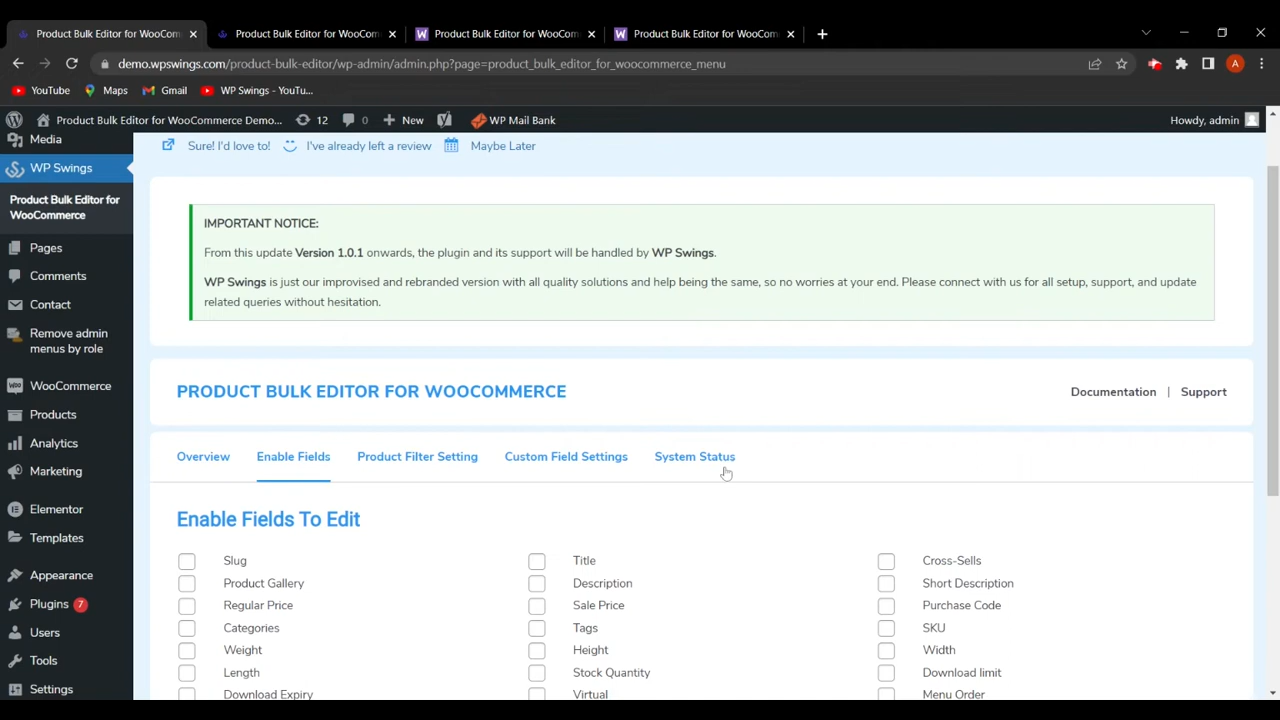 Product Bulk Editor for WooComm
Product Bulk Editor for WooCom
Product Bulk Editor for WooCom
Product Bulk Editor for WooCom
demo.wpswings.com/product-bulk-editor/wp-admin/admin.php?page=product_bulk_editor_for_woocommerce_menu
A
YouTube
Maps
Gmail
WP Swings - YouTu...
Product Bulk Editor for WooCommerce Demo...
12
0
New
WP Mail Bank
Howdy, admin
Media
WP Swings
Product Bulk Editor for
WooCommerce
Pages
Comments
Contact
Remove admin
menus by role
WooCommerce
Products
Analytics
Marketing
Elementor
Templates
Appearance
Plugins 7
Users
Tools
Settings
Sure! I'd love to!
I've already left a review
Maybe Later
IMPORTANT NOTICE:
From this update Version 1.0.1 onwards, the plugin and its support will be handled by WP Swings.
WP Swings is just our improvised and rebranded version with all quality solutions and help being the same, so no worries at your end. Please connect with us for all setup, support, and update
related queries without hesitation.
PRODUCT BULK EDITOR FOR WOOCOMMERCE
Documentation | Support
Overview
Enable Fields
Product Filter Setting
Custom Field Settings
System Status
Enable Fields To Edit
Slug
Title
Cross-Sells
Product Gallery
Description
Short Description
Regular Price
Sale Price
Purchase Code
Categories
Tags
SKU
Weight
Height
Width
Length
Stock Quantity
Download limit
Download Expiry
Virtual
Menu Order